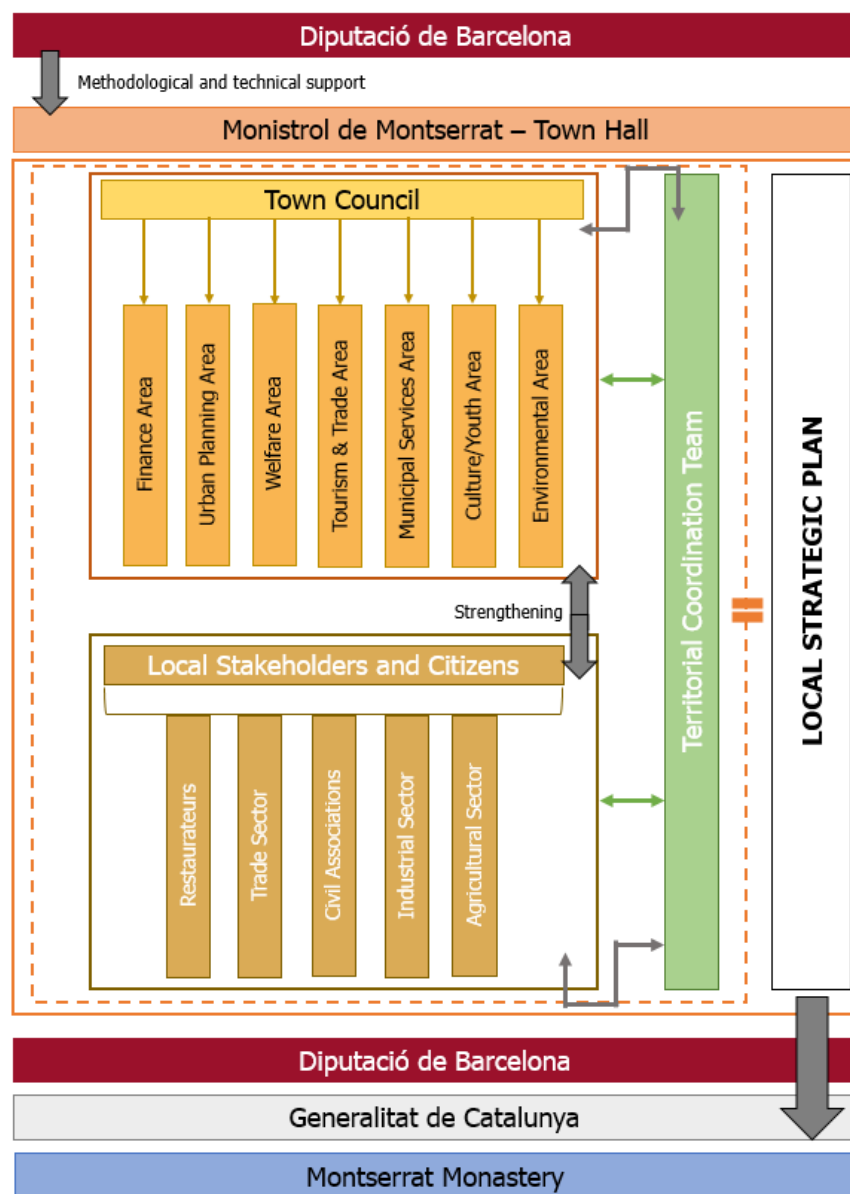 Diputació de Barcelona
Methodological and technical support
Monistrol de Montserrat – Town Hall
Town Council
Finance Area
Urban Planning Area
Welfare Area
Tourism & Trade Area
Municipal Services Area
Culture/Youth Area
Environmental Area
Territorial Coordination Team
LOCAL STRATEGIC PLAN
Strengthening
Local Stakeholders and Citizens
Restaurateurs
Trade Sector
Civil Associations
Industrial Sector
Agricultural Sector
Diputació de Barcelona
Generalitat de Catalunya
Montserrat Monastery